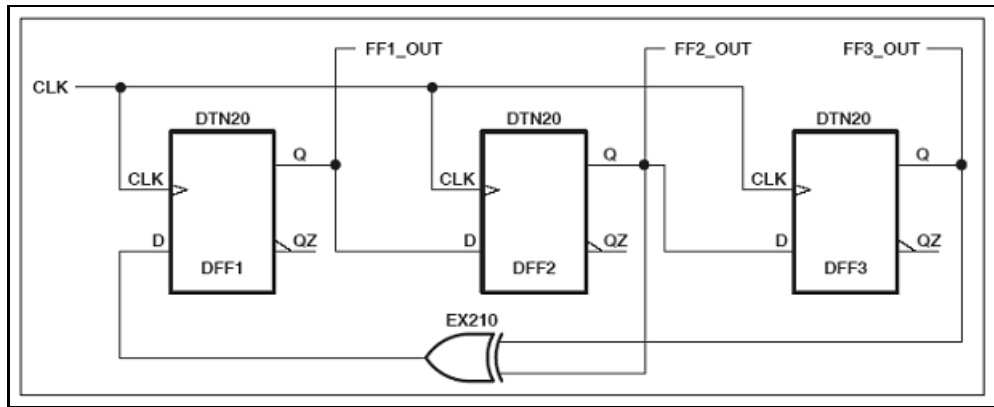 FF1_OUT FF2_OUT FF3_OUT
CLK
DTN20 DTN20 DTN20
Q Q Q
CLK CLK CLK
D QZ D QZ D QZ
DFF1 DFF2 DFF3
EX210